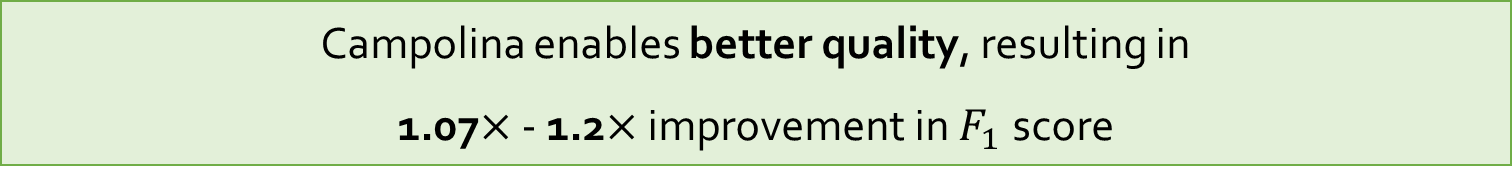 Campolina enables better quality, resulting in
1.07× - 1.2× improvement in F₁ score